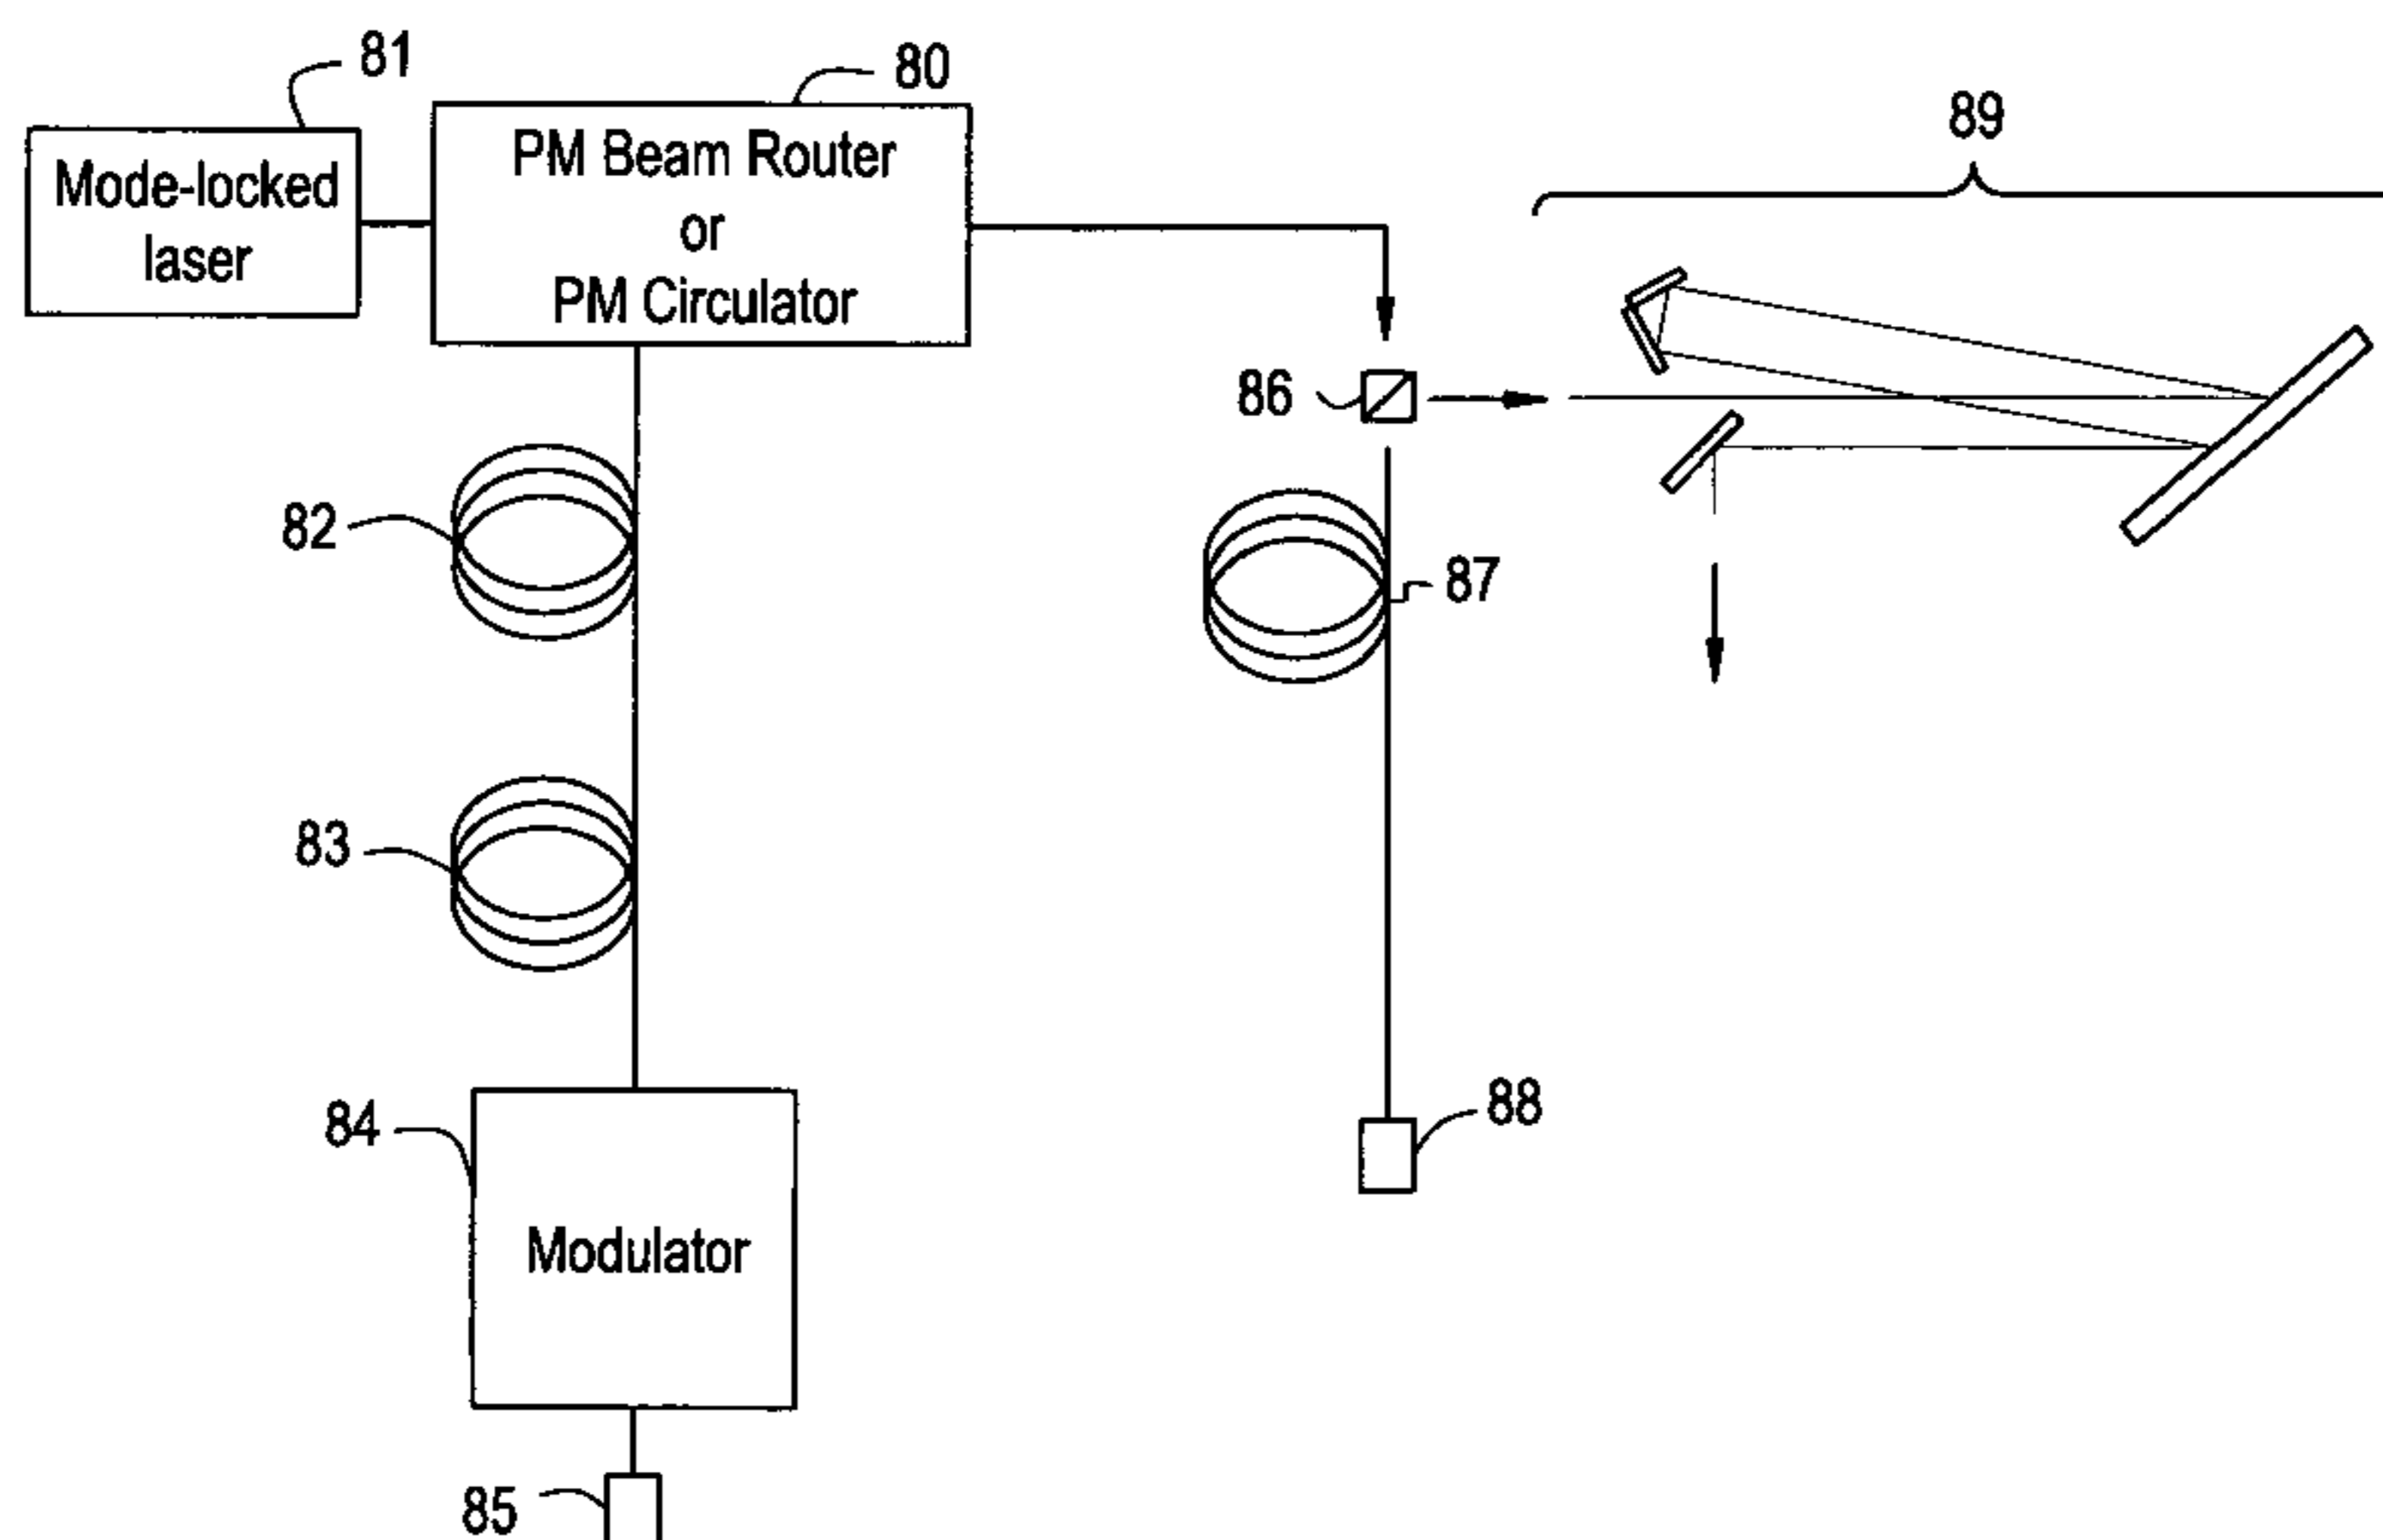 81
80
89
Mode-locked
laser
PM Beam Router
or
PM Circulator
86
82
87
83
84
88
Modulator
85